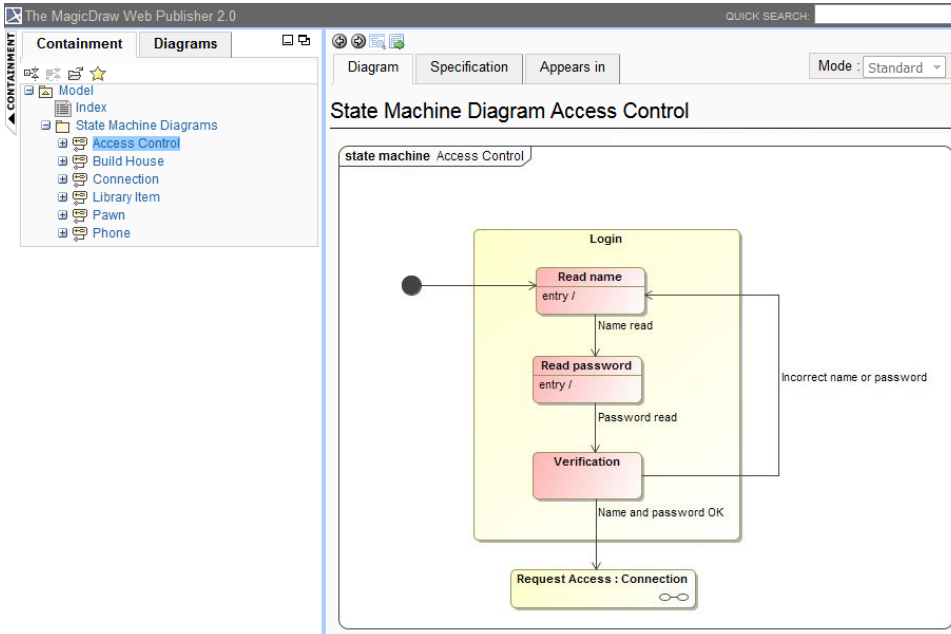 The MagicDraw Web Publisher 2.0
QUICK SEARCH:
CONTAINMENT
Containment
Diagrams
Model
Index
State Machine Diagrams
Access Control
Build House
Connection
Library Item
Pawn
Phone
Diagram
Specification
Appears in
Mode : Standard
State Machine Diagram Access Control
state machine Access Control
Login
Read name
entry /
Name read
Read password
entry /
Incorrect name or password
Password read
Verification
Name and password OK
Request Access : Connection